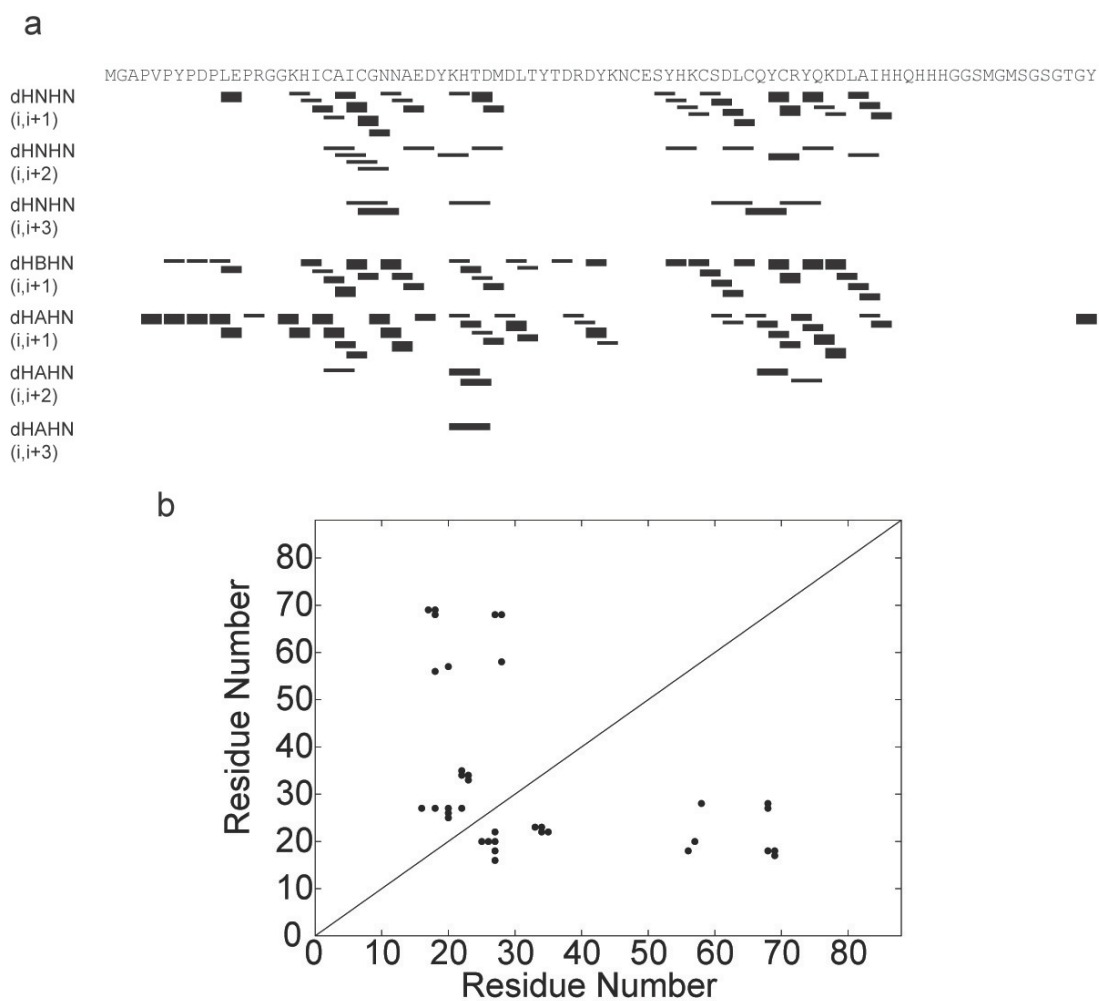 a
MGAPVPYPDPLEPRGGKHICAICGNNAEDYKHTDMDLTYTDRDYKNCESYHKCSDLCQYCRYQKDLAIHHQHHHGGSMGMSGSGTGY
dHNHN
(i,i+1)
dHNHN
(i,i+2)
dHNHN
(i,i+3)
dHBHN
(i,i+1)
dHAHN
(i,i+1)
dHAHN
(i,i+2)
dHAHN
(i,i+3)
b
Residue Number
80
70
60
50
40
30
20
10
0
0 10 20 30 40 50 60 70 80
Residue Number